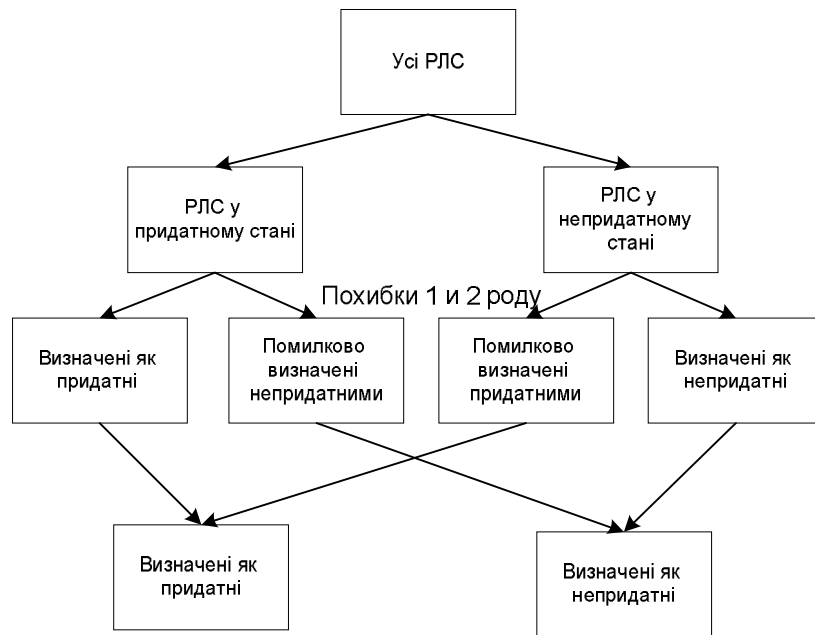 Усі РЛС
РЛС у
придатному стані
РЛС у
непридатному
стані
Похибки 1 и 2 роду
Визначені як
придатні
Помилково
визначені
непридатними
Помилково
визначені
придатними
Визначені як
непридатні
Визначені як
придатні
Визначені як
непридатні